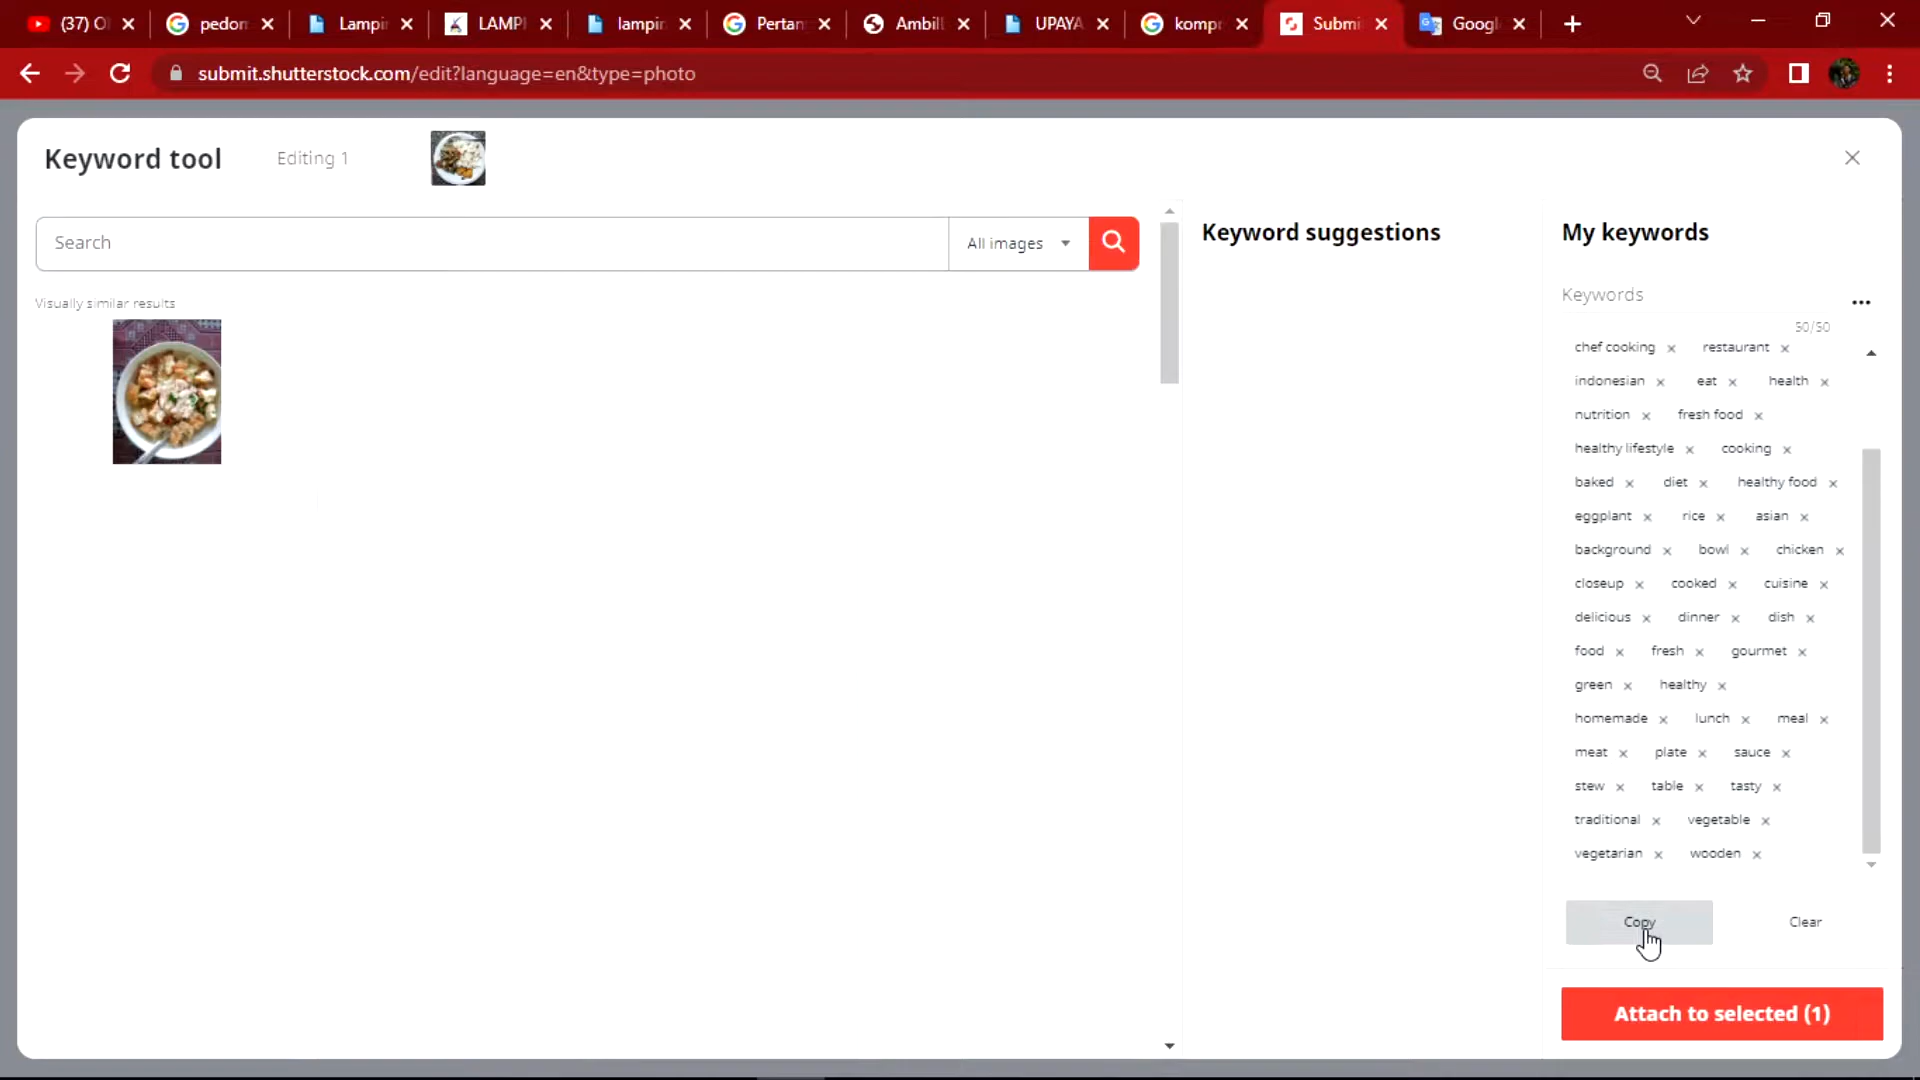 (37) O
pedom
Lampir
LAMPI
lampir
Pertan
Ambil
UPAYA
kompr
Submi
Googl
submit.shutterstock.com/edit?language=en&type=photo
Keyword tool
Editing 1
Search
All images
Keyword suggestions
My keywords
Visually similar results
Keywords
50/50
chef cooking × restaurant ×
indonesian × eat × health ×
nutrition × fresh food ×
healthy lifestyle × cooking ×
baked × diet × healthy food ×
eggplant × rice × asian ×
background × bowl × chicken ×
closeup × cooked × cuisine ×
delicious × dinner × dish ×
food × fresh × gourmet ×
green × healthy ×
homemade × lunch × meal ×
meat × plate × sauce ×
stew × table × tasty ×
traditional × vegetable ×
vegetarian × wooden ×
Copy
Clear
Attach to selected (1)